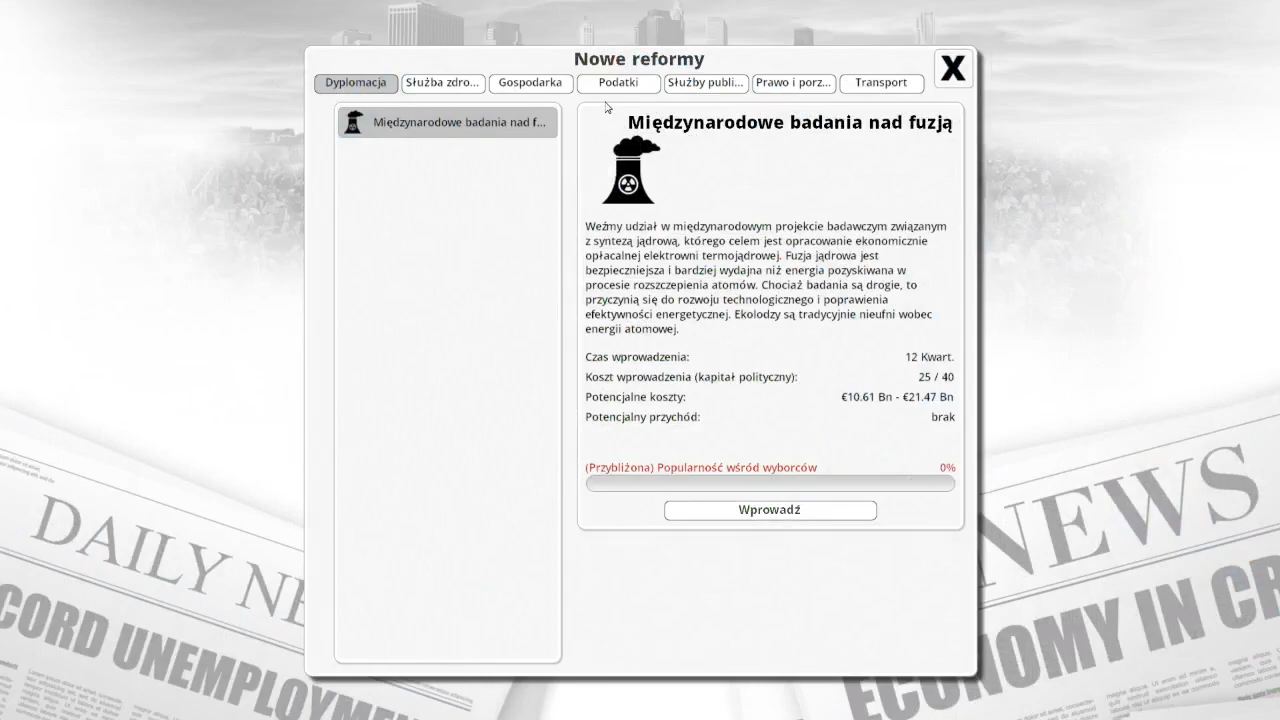 Nowe reformy
X
Dyplomacja
Służba zdro...
Gospodarka
Podatki
Służby publi...
Prawo i porz...
Transport
Międzynarodowe badania nad f...
Międzynarodowe badania nad fuzją
Weźmy udział w międzynarodowym projekcie badawczym związanym
z syntezą jądrową, którego celem jest opracowanie ekonomicznie
opłacalnej elektrowni termojądrowej. Fuzja jądrowa jest
bezpieczniejsza i bardziej wydajna niż energia pozyskiwana w
procesie rozszczepienia atomów. Chociaż badania są drogie, to
przyczynią się do rozwoju technologicznego i poprawienia
efektywności energetycznej. Ekolodzy są tradycyjnie nieufni wobec
energii atomowej.
Czas wprowadzenia: 12 Kwart.
Koszt wprowadzenia (kapitał polityczny): 25 / 40
Potencjalne koszty: €10.61 Bn - €21.47 Bn
Potencjalny przychód: brak
(Przybliżona) Popularność wśród wyborców 0%
Wprowadź
DAILY NE
CORD UNEMPLOYM
NEWS
ECONOMY IN CR